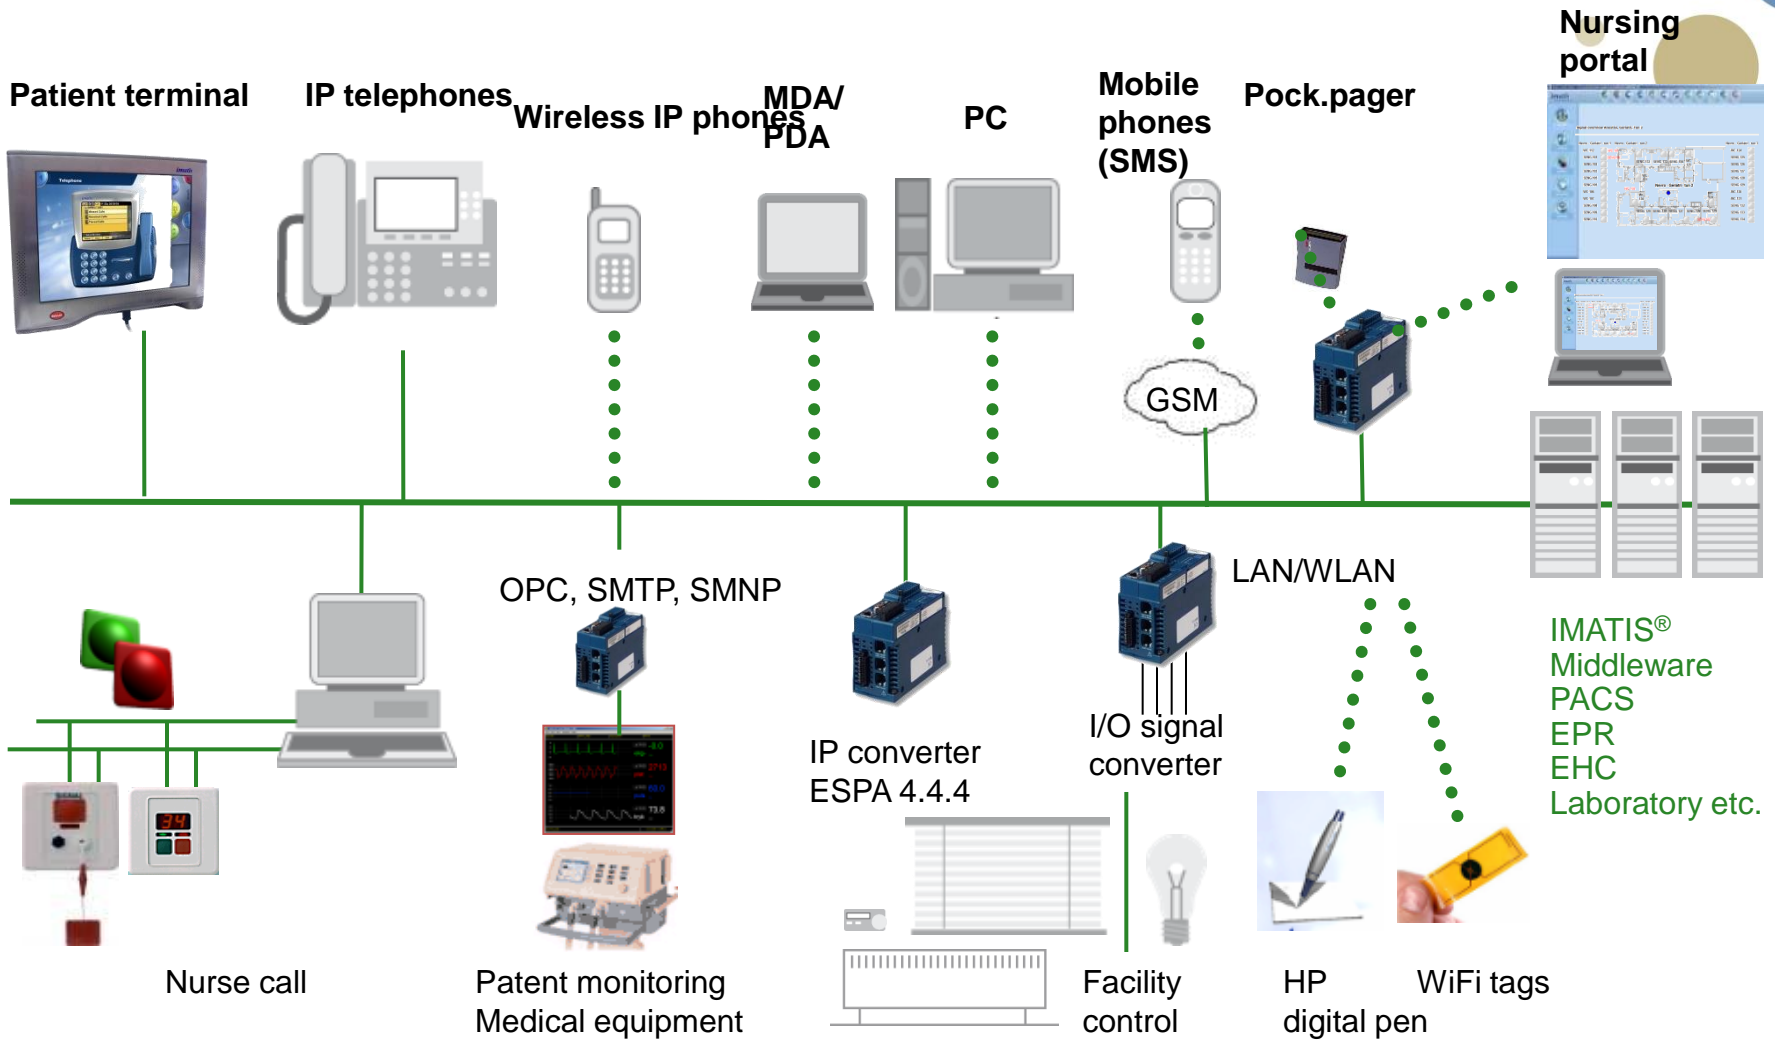 Nursing
portal
Patient terminal
IP telephones
Wireless IP phones
MDA/
PDA
PC
Mobile
phones
(SMS)
Pock.pager
Telephone
GSM
OPC, SMTP, SMNP
LAN/WLAN
IP converter
ESPA 4.4.4
I/O signal
converter
34
IMATIS®
Middleware
PACS
EPR
EHC
Laboratory etc.
Nurse call
Patent monitoring
Medical equipment
Facility
control
HP
digital pen
WiFi tags